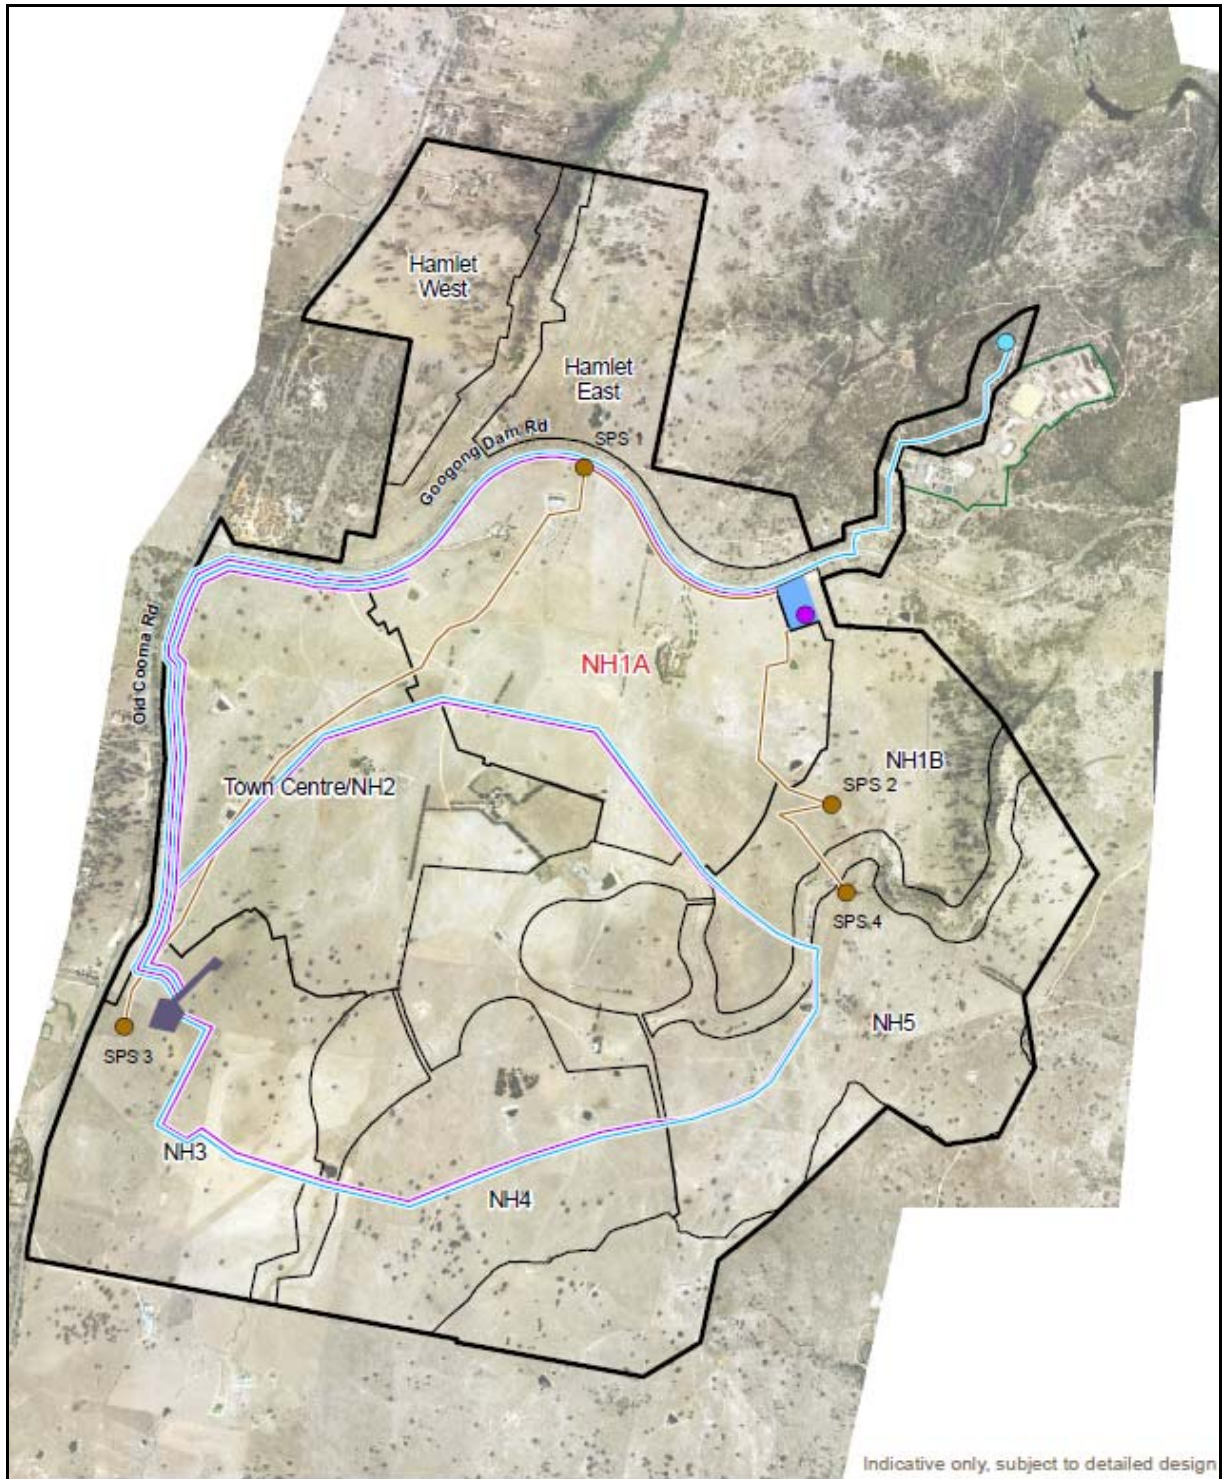 Hamlet
West
Hamlet
East
Googong Dam Rd
SPS 1
Old Cooma Rd
NH1A
NH1B
SPS 2
Town Centre/NH2
SPS 4
NH5
SPS 3
NH3
NH4
Indicative only, subject to detailed design